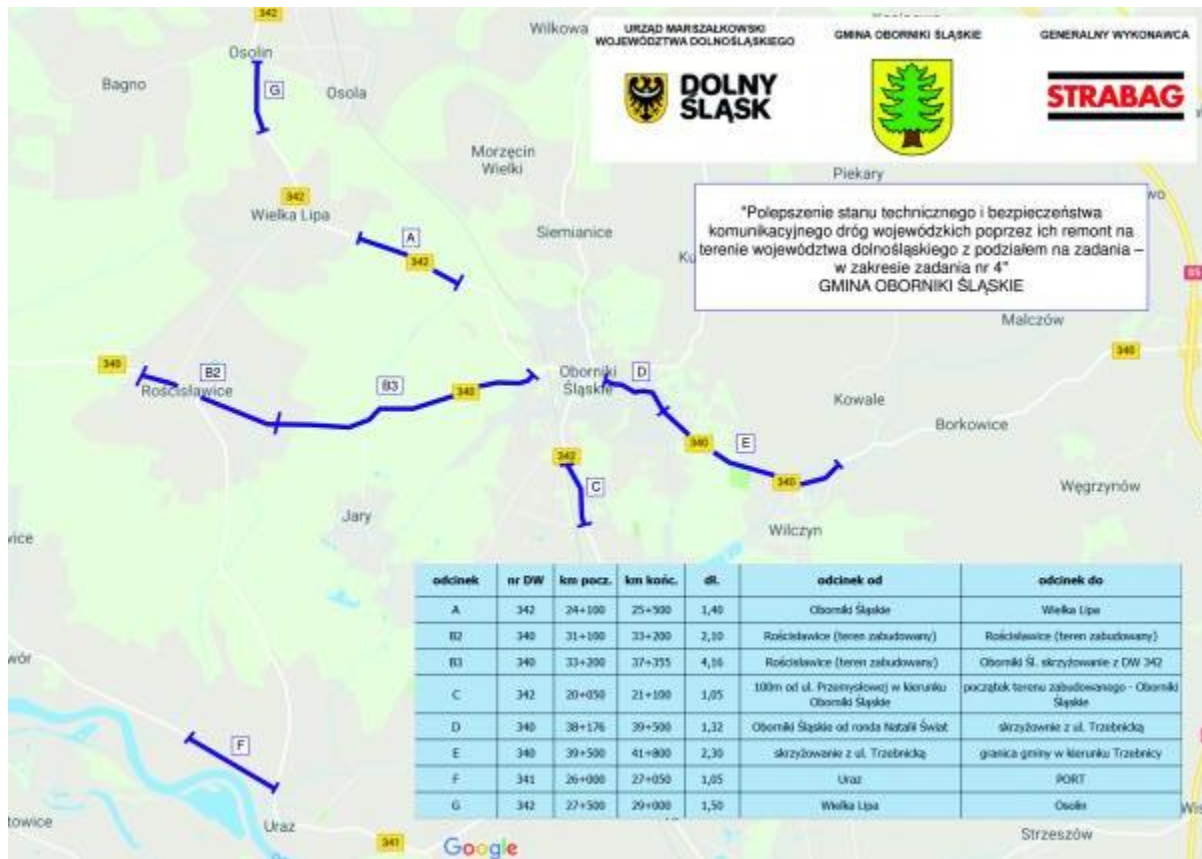 342
Wilkowa
URZĄD MARSZAŁKOWSKI
WOJEWÓDZTWA DOLNOŚLĄSKIEGO
GMINA OBORNIKI ŚLĄSKIE
GENERALNY WYKONAWCA
DOLNY
ŚLĄSK
STRABAG
Osolin
Bagno
G
Osola
Morzęcin
Wielki
Piekary
342
Wielka Lipa
A
342
Siemianice
"Polepszenie stanu technicznego i bezpieczeństwa
komunikacyjnego dróg wojewódzkich poprzez ich remont na
terenie województwa dolnośląskiego z podziałem na zadania –
w zakresie zadania nr 4"
GMINA OBORNIKI ŚLĄSKIE
Malczów
340
340
B2
Rościsławice
B3
340
Oborniki
Śląskie
D
Kowale
Borkowice
340
E
340
342
C
Węgrzynów
Jary
Wilczyn
odcinek nr DW km pocz. km końc. dł. odcinek od odcinek do
A 342 24+100 25+500 1,40 Oborniki Śląskie Wielka Lipa
B2 340 31+100 33+200 2,10 Rościsławice (teren zabudowany) Rościsławice (teren zabudowany)
B3 340 33+200 37+355 4,16 Rościsławice (teren zabudowany) Oborniki Śl. skrzyżowanie z DW 342
C 342 20+050 21+100 1,05 100m od ul. Przemysłowej w kierunku Oborniki Śląskie początek terenu zabudowanego - Oborniki Śląskie
D 340 38+176 39+500 1,32 Oborniki Śląskie od ronda Natalii Świat skrzyżownie z ul. Trzebnicką
E 340 39+500 41+800 2,30 skrzyżowanie z ul. Trzebnicką granica gminy w kierunku Trzebnicy
F 341 26+000 27+050 1,05 Uraz PORT
G 342 27+500 29+000 1,50 Wielka Lipa Osolin
F
Uraz
341
Google
Strzeszów